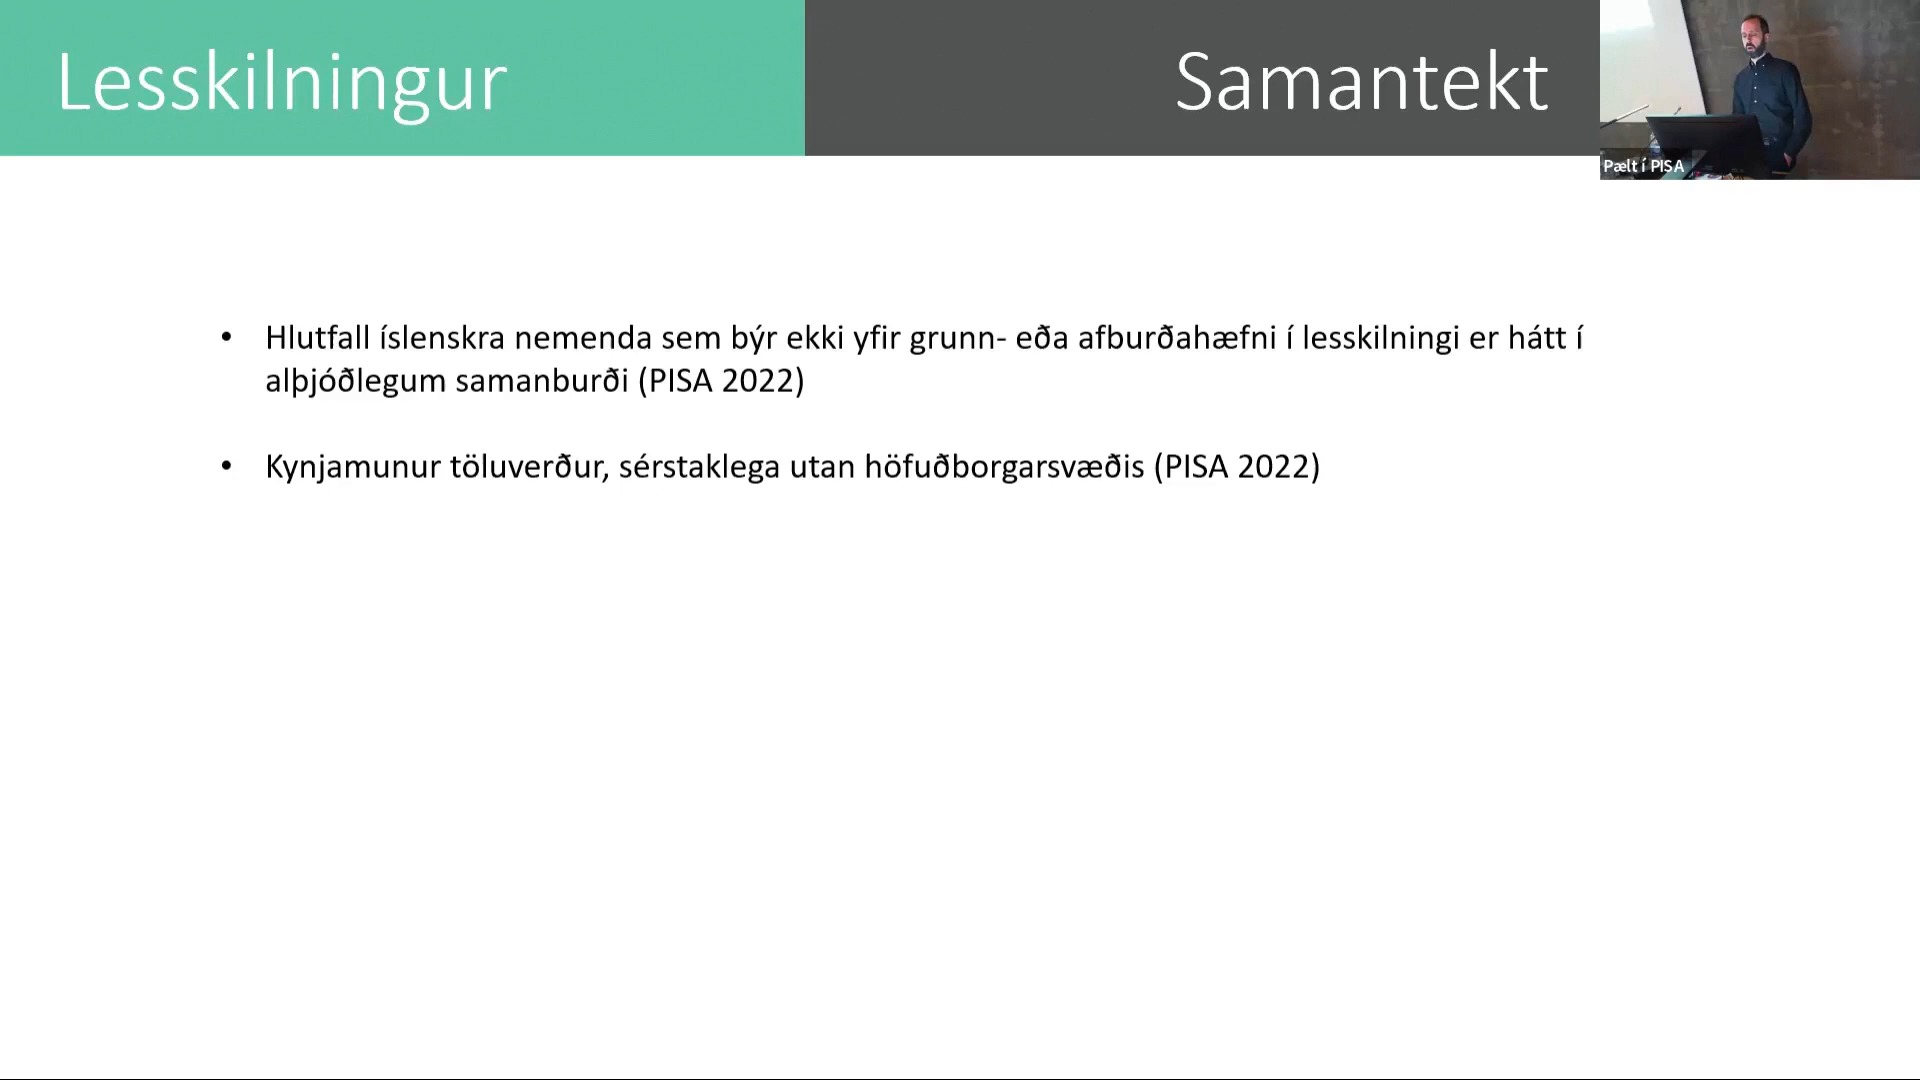 Lesskilningur
Samantekt
Pælt í PISA
• Hlutfall íslenskra nemenda sem býr ekki yfir grunn- eða afburðahæfni í lesskilningi er hátt í
alþjóðlegum samanburði (PISA 2022)
• Kynjamunur töluverður, sérstaklega utan höfuðborgarsvæðis (PISA 2022)